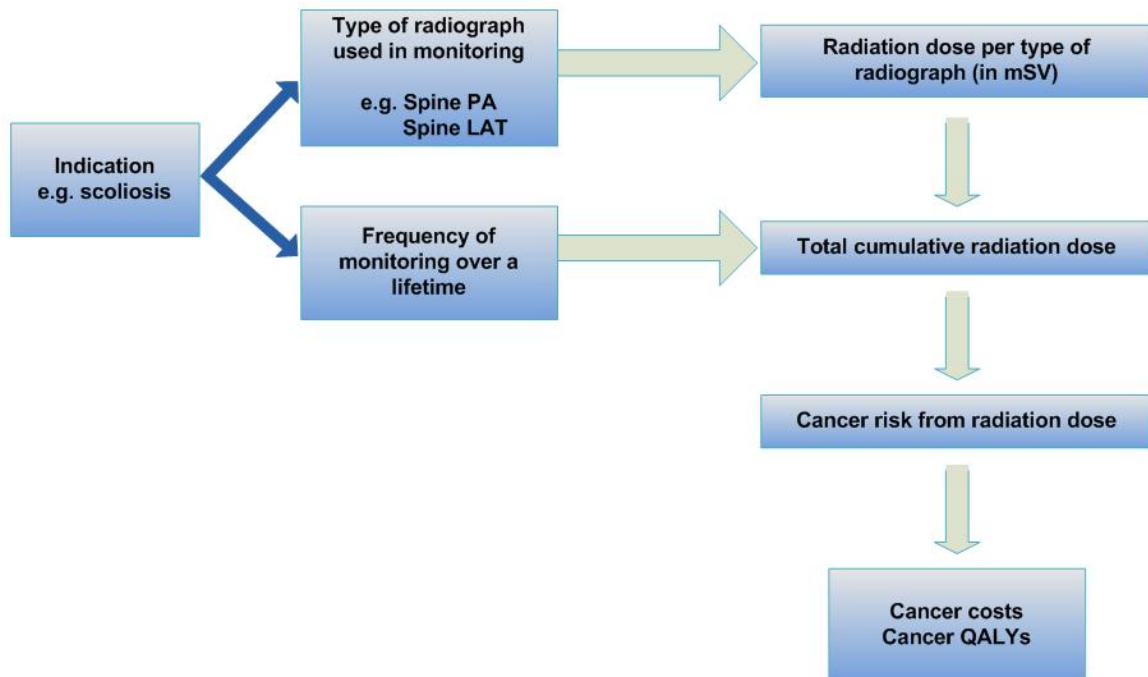 Indication
e.g. scoliosis
Type of radiograph
used in monitoring
e.g. Spine PA
Spine LAT
Frequency of
monitoring over a
lifetime
Radiation dose per type of
radiograph (in mSV)
Total cumulative radiation dose
Cancer risk from radiation dose
Cancer costs
Cancer QALYs